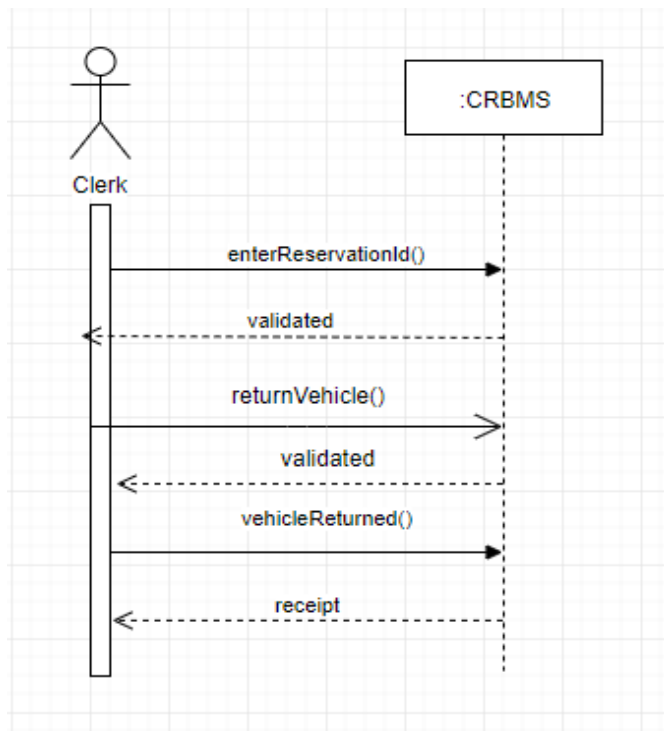 :CRBMS
Clerk
enterReservationId()
validated
returnVehicle()
validated
vehicleReturned()
receipt